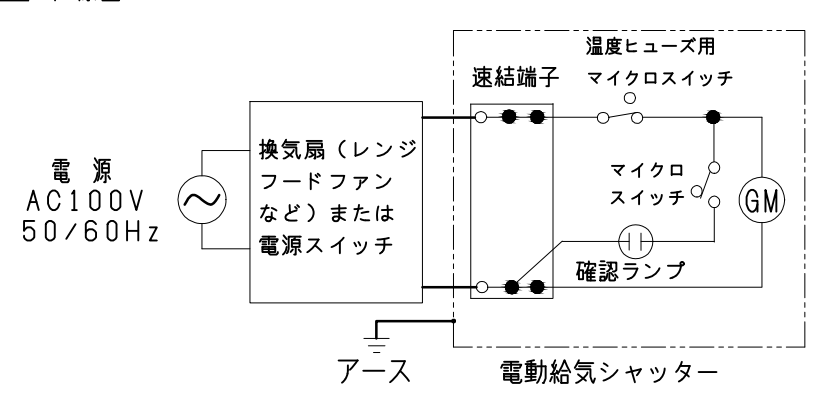 温度ヒューズ用
マイクロスイッチ
速結端子
換気扇（レンジ
フードファン
など）または
電源スイッチ
電 源
AC100V
50/60Hz
マイクロ
スイッチ
GM
確認ランプ
アース
電動給気シャッター